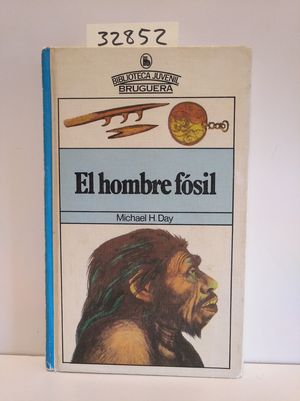 32852
BIBLIOTECA JUVENIL
BRUGUERA
El hombre fósil
Michael H. Day